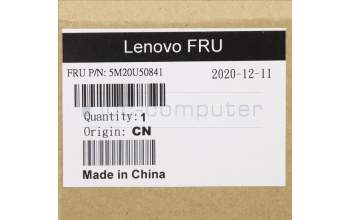 Lenovo FRU
FRU P/N: 5M20U50841 2020-12-11
Quantity: 1
Origin: CN
Made in China